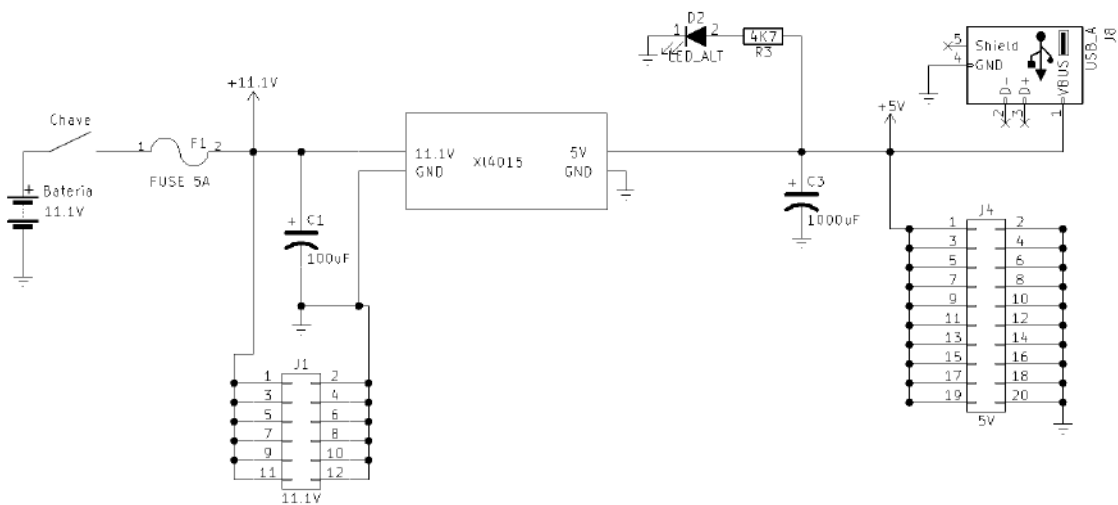 D2
1
2
LED_ALT
4K7
R3
5
Shield
4
GND
D-
D+
VBUS
2
3
1
USB_A
J8
+11.1V
+5V
Chave
1
F1
2
FUSE 5A
+
Bateria
11.1V
11.1V
GND
XL4015
5V
GND
+
C1
100uF
+
C3
1000uF
J4
1
2
3
4
5
6
7
8
9
10
11
12
13
14
15
16
17
18
19
20
5V
J1
1
2
3
4
5
6
7
8
9
10
11
12
11.1V